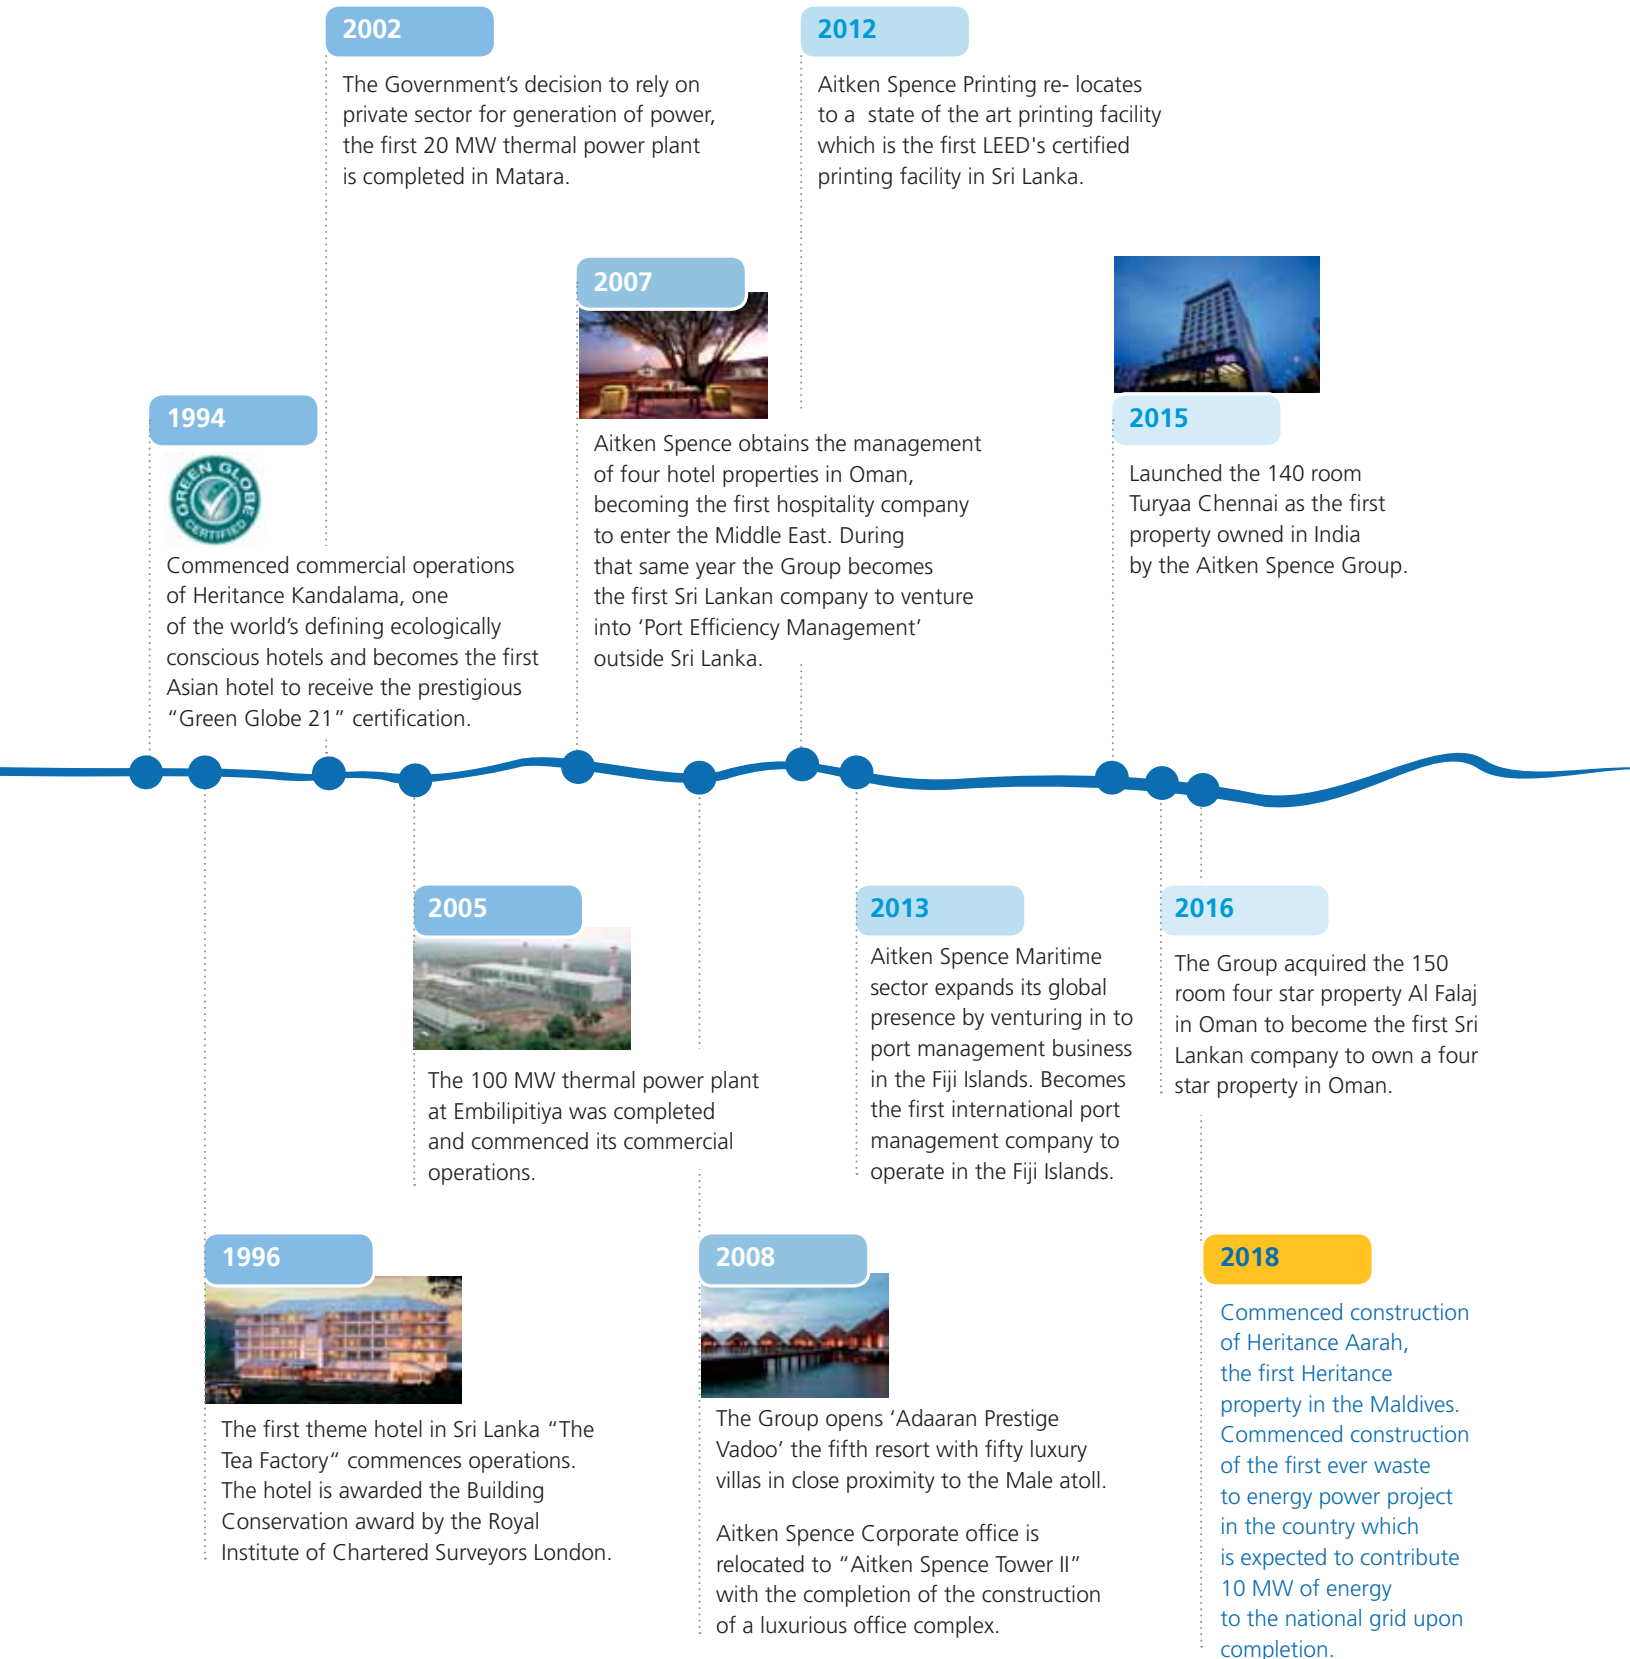 2002
The Government’s decision to rely on
private sector for generation of power,
the first 20 MW thermal power plant
is completed in Matara.
2012
Aitken Spence Printing re- locates
to a  state of the art printing facility
which is the first LEED's certified
printing facility in Sri Lanka.
2007
Aitken Spence obtains the management
of four hotel properties in Oman,
becoming the first hospitality company
to enter the Middle East. During
that same year the Group becomes
the first Sri Lankan company to venture
into ‘Port Efficiency Management’
outside Sri Lanka.
2015
Launched the 140 room
Turyaa Chennai as the first
property owned in India
by the Aitken Spence Group.
1994
GREEN GLOBE
CERTIFIED
Commenced commercial operations
of Heritance Kandalama, one
of the world’s defining ecologically
conscious hotels and becomes the first
Asian hotel to receive the prestigious
“Green Globe 21” certification.
2005
The 100 MW thermal power plant
at Embilipitiya was completed
and commenced its commercial
operations.
2013
Aitken Spence Maritime
sector expands its global
presence by venturing in to
port management business
in the Fiji Islands. Becomes
the first international port
management company to
operate in the Fiji Islands.
2016
The Group acquired the 150
room four star property Al Falaj
in Oman to become the first Sri
Lankan company to own a four
star property in Oman.
1996
The first theme hotel in Sri Lanka “The
Tea Factory“ commences operations.
The hotel is awarded the Building
Conservation award by the Royal
Institute of Chartered Surveyors London.
2008
The Group opens ‘Adaaran Prestige
Vadoo’ the fifth resort with fifty luxury
villas in close proximity to the Male atoll.
Aitken Spence Corporate office is
relocated to “Aitken Spence Tower II”
with the completion of the construction
of a luxurious office complex.
2018
Commenced construction
of Heritance Aarah,
the first Heritance
property in the Maldives.
Commenced construction
of the first ever waste
to energy power project
in the country which
is expected to contribute
10 MW of energy
to the national grid upon
completion.